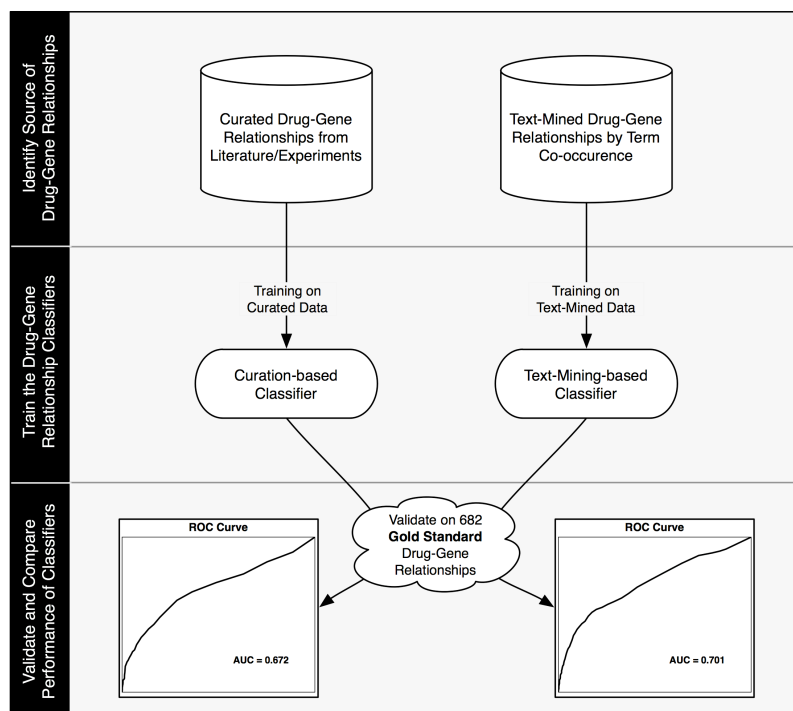 Identify Source of
Drug-Gene Relationships
Curated Drug-Gene
Relationships from
Literature/Experiments
Text-Mined Drug-Gene
Relationships by Term
Co-occurence
Train the Drug-Gene
Relationship Classifiers
Training on
Curated Data
Training on
Text-Mined Data
Curation-based
Classifier
Text-Mining-based
Classifier
Validate and Compare
Performance of Classifiers
Validate on 682
Gold Standard
Drug-Gene
Relationships
ROC Curve
AUC = 0.672
ROC Curve
AUC = 0.701